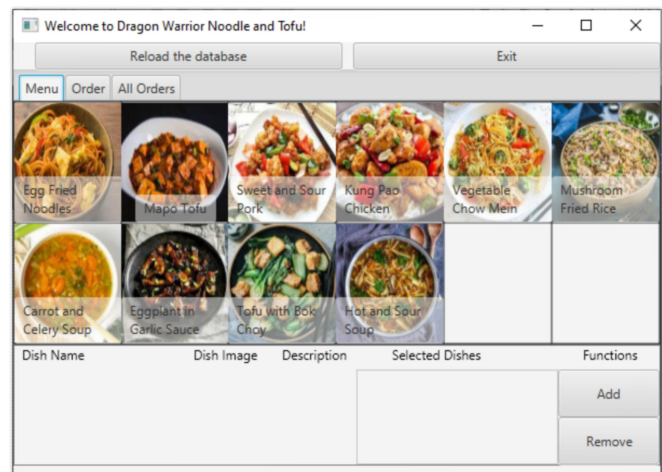 Welcome to Dragon Warrior Noodle and Tofu!
Reload the database
Exit
Menu
Order
All Orders
Egg Fried
Noodles
Mapo Tofu
Sweet and Sour
Pork
Kung Pao
Chicken
Vegetable
Chow Mein
Mushroom
Fried Rice
Carrot and
Celery Soup
Eggplant in
Garlic Sauce
Tofu with Bok
Choy
Hot and Sour
Soup
Dish Name
Dish Image
Description
Selected Dishes
Functions
Add
Remove